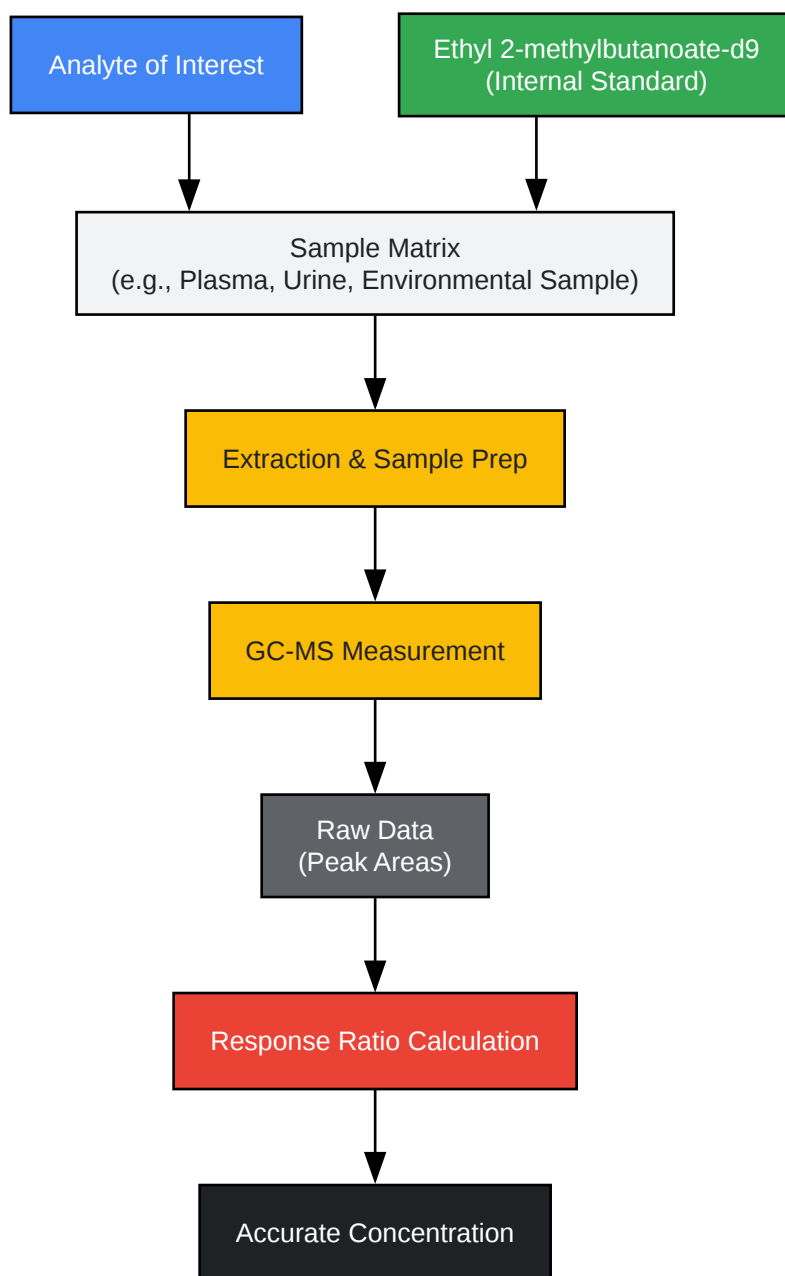 Analyte of Interest
Ethyl 2-methylbutanoate-d9
(Internal Standard)
Sample Matrix
(e.g., Plasma, Urine, Environmental Sample)
Extraction & Sample Prep
GC-MS Measurement
Raw Data
(Peak Areas)
Response Ratio Calculation
Accurate Concentration